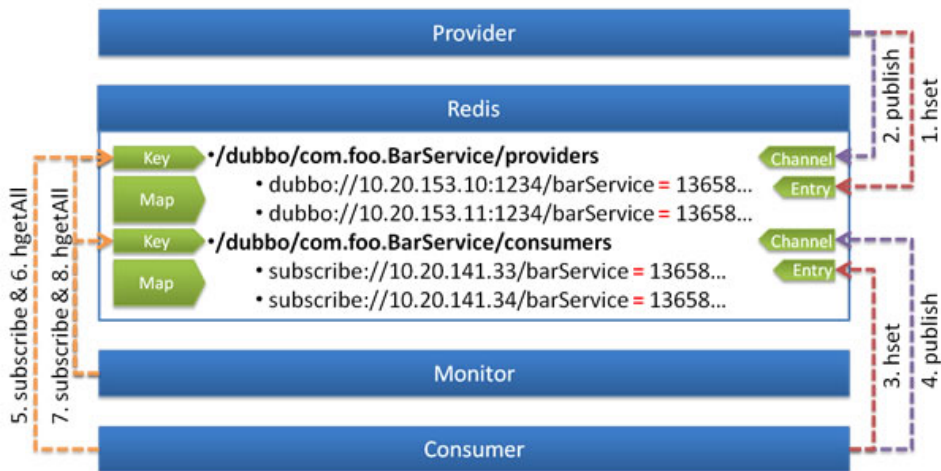 Provider
2. publish
1. hset
Redis
Key
•/dubbo/com.foo.BarService/providers
Channel
Map
• dubbo://10.20.153.10:1234/barService = 13658...
Entry
• dubbo://10.20.153.11:1234/barService = 13658...
Key
•/dubbo/com.foo.BarService/consumers
Channel
Map
• subscribe://10.20.141.33/barService = 13658...
Entry
• subscribe://10.20.141.34/barService = 13658...
5. subscribe & 6. hgetAll
7. subscribe & 8. hgetAll
3. hset
4. publish
Monitor
Consumer